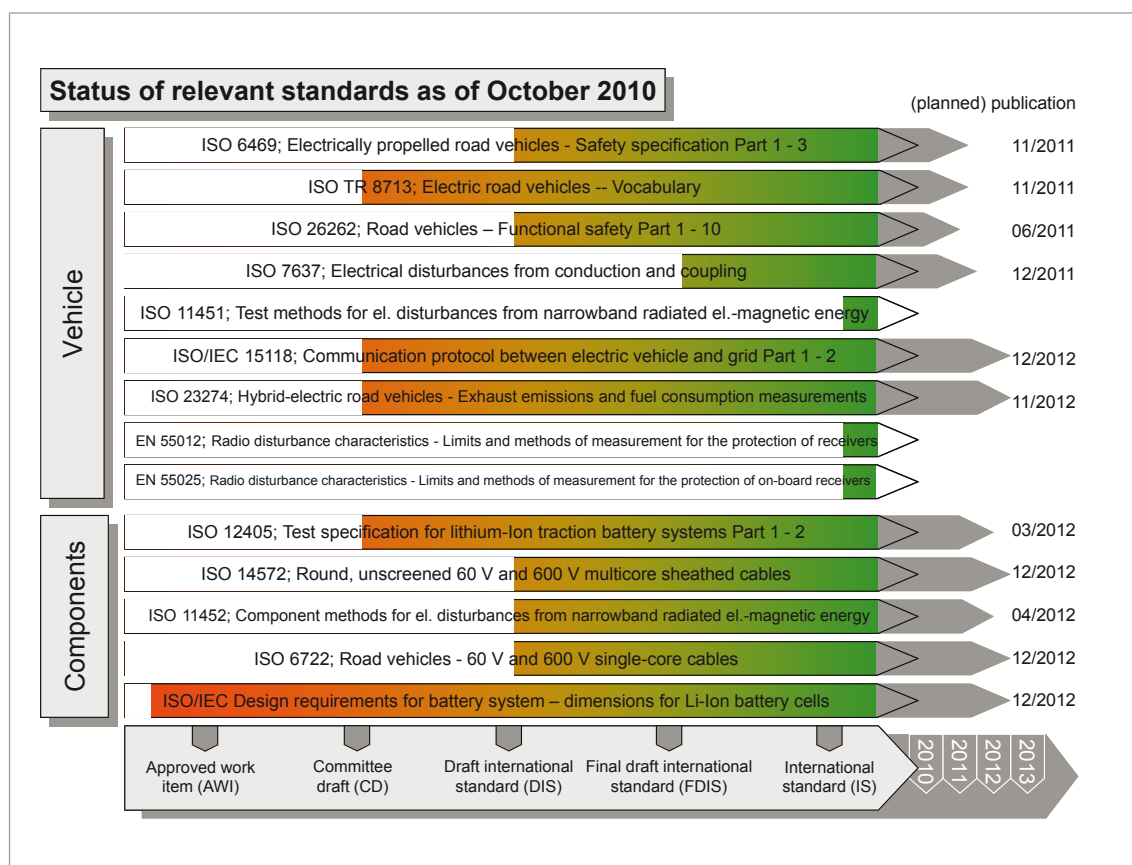 Status of relevant standards as of October 2010
(planned) publication
Vehicle
ISO 6469; Electrically propelled road vehicles - Safety specification Part 1 - 3
11/2011
ISO TR 8713; Electric road vehicles -- Vocabulary
11/2011
ISO 26262; Road vehicles – Functional safety Part 1 - 10
06/2011
ISO 7637; Electrical disturbances from conduction and coupling
12/2011
ISO 11451; Test methods for el. disturbances from narrowband radiated el.-magnetic energy
ISO/IEC 15118; Communication protocol between electric vehicle and grid Part 1 - 2
12/2012
ISO 23274; Hybrid-electric road vehicles - Exhaust emissions and fuel consumption measurements
11/2012
EN 55012; Radio disturbance characteristics - Limits and methods of measurement for the protection of receivers
EN 55025; Radio disturbance characteristics - Limits and methods of measurement for the protection of on-board receivers
Components
ISO 12405; Test specification for lithium-Ion traction battery systems Part 1 - 2
03/2012
ISO 14572; Round, unscreened 60 V and 600 V multicore sheathed cables
12/2012
ISO 11452; Component methods for el. disturbances from narrowband radiated el.-magnetic energy
04/2012
ISO 6722; Road vehicles - 60 V and 600 V single-core cables
12/2012
ISO/IEC Design requirements for battery system – dimensions for Li-Ion battery cells
12/2012
Approved work
item (AWI)
Committee
draft (CD)
Draft international
standard (DIS)
Final draft international
standard (FDIS)
International
standard (IS)
2010
2011
2012
2013